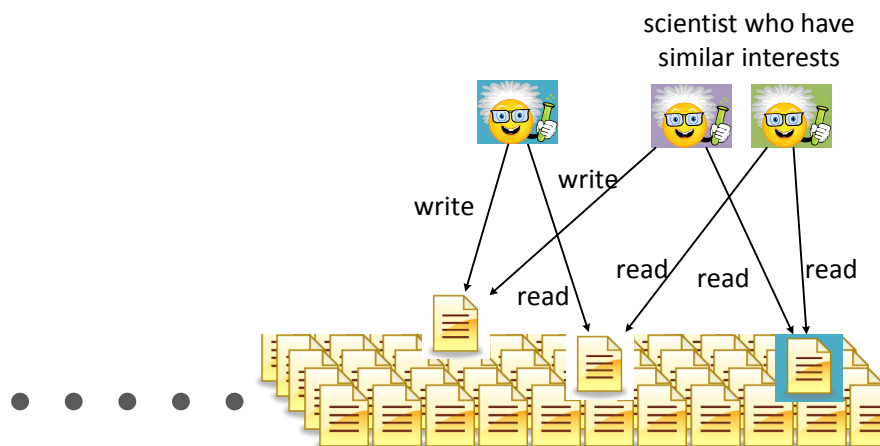 scientist who have
similar interests
write
write
read
read
read
read